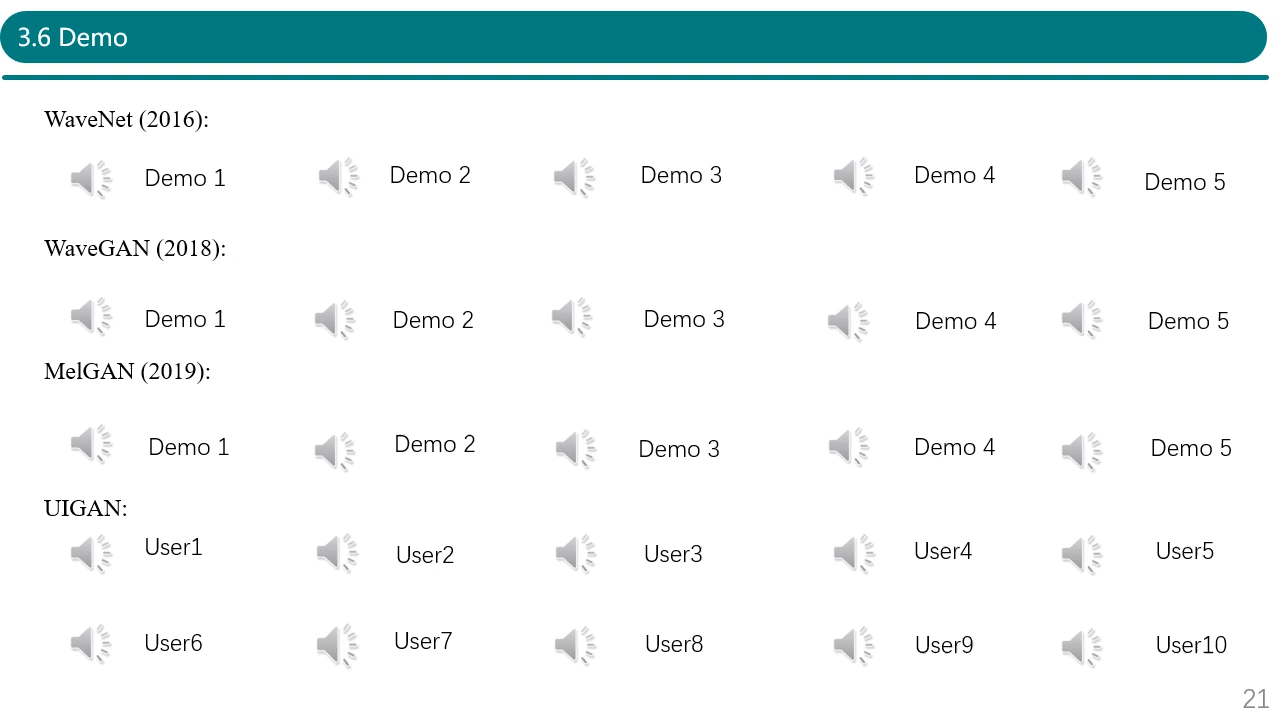 3.6 Demo
WaveNet (2016):
Demo 1 Demo 2 Demo 3 Demo 4 Demo 5
WaveGAN (2018):
Demo 1 Demo 2 Demo 3 Demo 4 Demo 5
MelGAN (2019):
Demo 1 Demo 2 Demo 3 Demo 4 Demo 5
UIGAN:
User1 User2 User3 User4 User5
User6 User7 User8 User9 User10
21